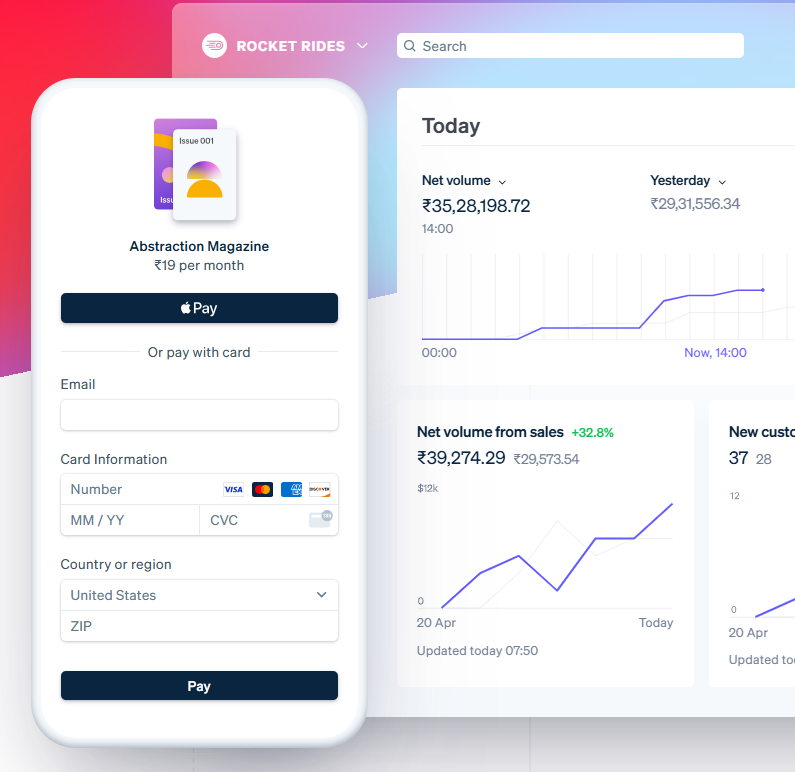 ROCKET RIDES
Search
Issue 001
Issu
Abstraction Magazine
₹19 per month
Pay
Or pay with card
Email
Card Information
Number
VISA
AM EX
DISCOVER
MM / YY
CVC
Country or region
United States
ZIP
Pay
Today
Net volume
₹35,28,198.72
14:00
Yesterday
₹29,31,556.34
00:00
Now, 14:00
Net volume from sales +32.8%
₹39,274.29 ₹29,573.54
$12k
0
20 Apr
Today
Updated today 07:50
New custo
37 28
12
0
20 Apr
Updated to